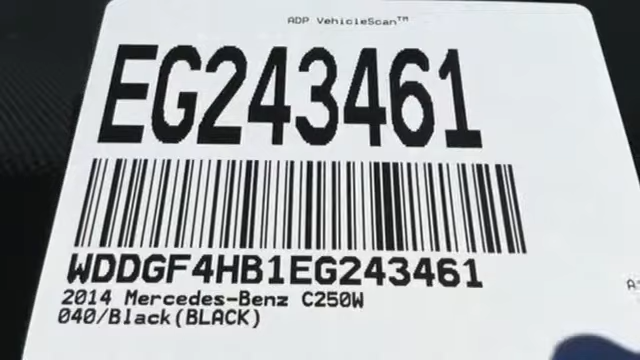 ADP VehicleScan™
EG243461
WDDGF4HB1EG243461
2014 Mercedes-Benz C250W
040/Black(BLACK)